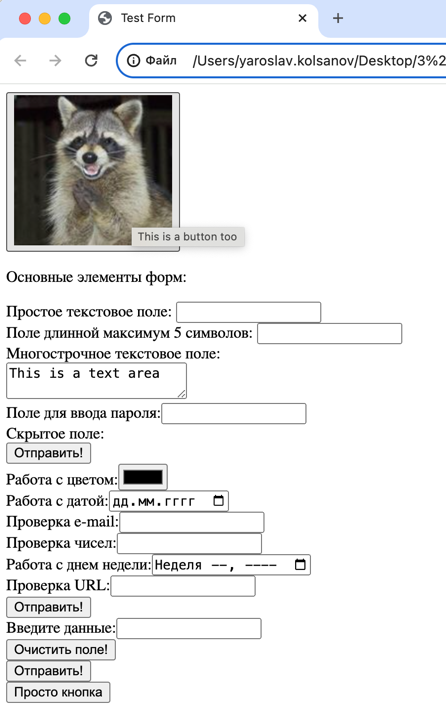 Test Form
Файл /Users/yaroslav.kolsanov/Desktop/3%2
This is a button too
Основные элементы форм:
Простое текстовое поле:
Поле длинной максимум 5 символов:
Многострочное текстовое поле:
This is a text area
Поле для ввода пароля:
Скрытое поле:
Отправить!
Работа с цветом:
Работа с датой: дд.мм.гггг
Проверка e-mail:
Проверка чисел:
Работа с днем недели: Неделя --, ----
Проверка URL:
Отправить!
Введите данные:
Очистить поле!
Отправить!
Просто кнопка